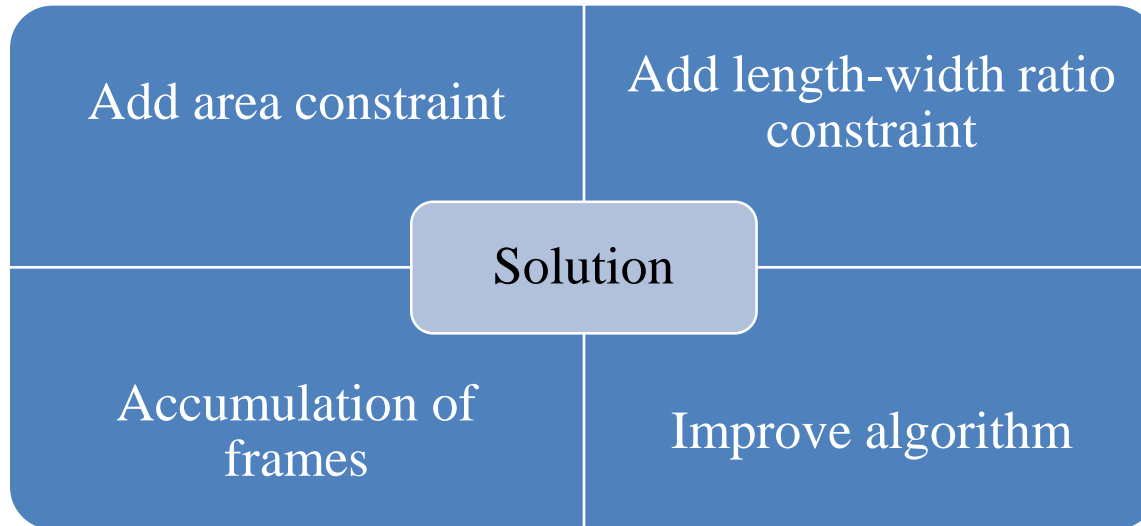 Add area constraint
Add length-width ratio
constraint
Solution
Accumulation of
frames
Improve algorithm